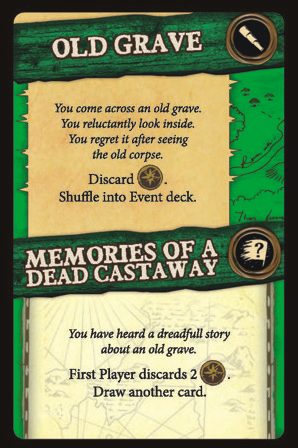 OLD GRAVE
You come across an old grave.
You reluctantly look inside.
You regret it after seeing
the old corpse.
Discard .
Shuffle into Event deck.
MEMORIES OF A
DEAD CASTAWAY
?
You have heard a dreadfull story
about an old grave.
First Player discards 2 .
Draw another card.